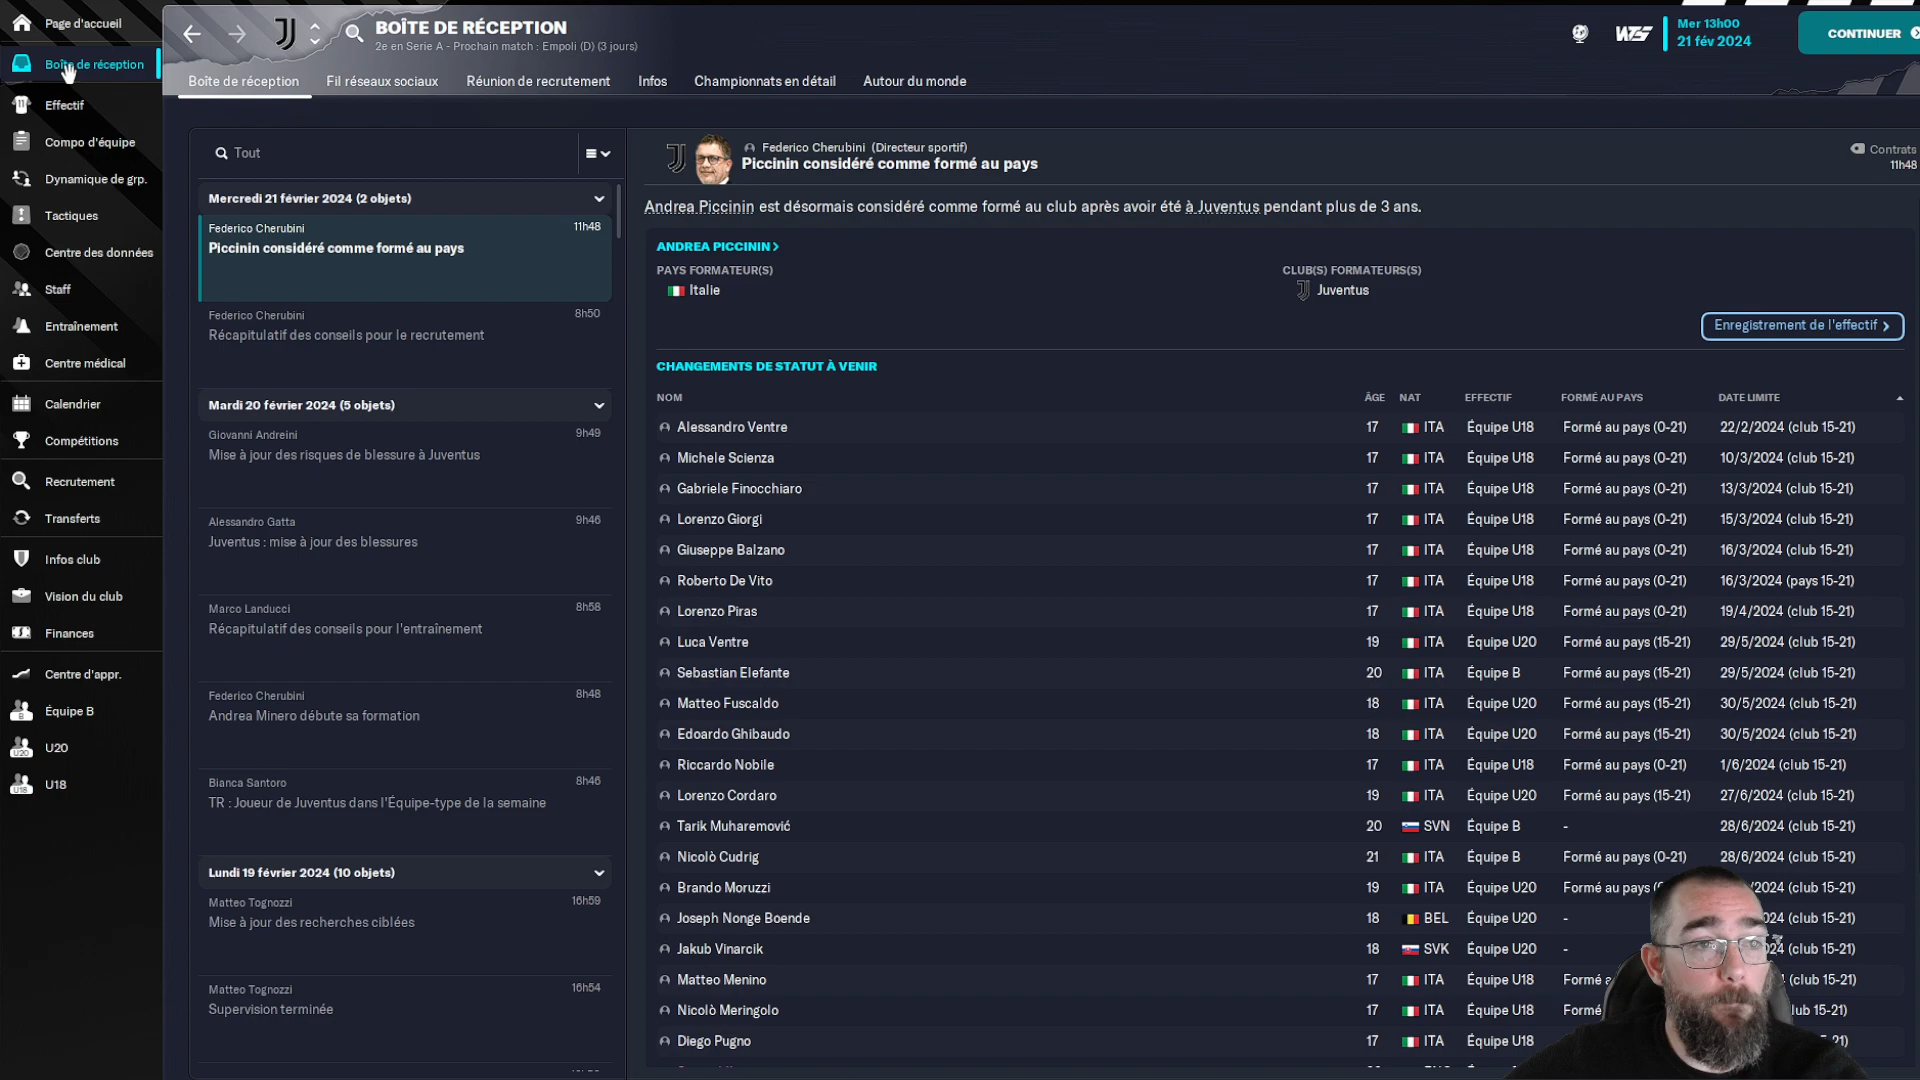 Page d'accueil
Boîte de réception
Effectif
Compo d'équipe
Dynamique de grp.
Tactiques
Centre des données
Staff
Entraînement
Centre médical
Calendrier
Compétitions
Recrutement
Transferts
Infos club
Vision du club
Finances
Centre d'appr.
Équipe B
U20
U18
BOÎTE DE RÉCEPTION
2e en Serie A - Prochain match : Empoli (D) (3 jours)
Mer 13h00
21 fév 2024
CONTINUER
Boîte de réception Fil réseaux sociaux Réunion de recrutement Infos Championnats en détail Autour du monde
Tout
Mercredi 21 février 2024 (2 objets)
Federico Cherubini 11h48
Piccinin considéré comme formé au pays
Federico Cherubini 8h50
Récapitulatif des conseils pour le recrutement
Mardi 20 février 2024 (5 objets)
Giovanni Andreini 9h49
Mise à jour des risques de blessure à Juventus
Alessandro Gatta 9h46
Juventus : mise à jour des blessures
Marco Landucci 8h58
Récapitulatif des conseils pour l'entraînement
Federico Cherubini 8h48
Andrea Minero débute sa formation
Bianca Santoro 8h46
TR : Joueur de Juventus dans l'Équipe-type de la semaine
Lundi 19 février 2024 (10 objets)
Matteo Tognozzi 16h59
Mise à jour des recherches ciblées
Matteo Tognozzi 16h54
Supervision terminée
Federico Cherubini (Directeur sportif)
Piccinin considéré comme formé au pays
Contrats
11h48
Andrea Piccinin est désormais considéré comme formé au club après avoir été à Juventus pendant plus de 3 ans.
ANDREA PICCININ >
PAYS FORMATEUR(S) CLUB(S) FORMATEURS(S)
Italie Juventus
Enregistrement de l'effectif >
CHANGEMENTS DE STATUT À VENIR
NOM ÂGE NAT EFFECTIF FORMÉ AU PAYS DATE LIMITE
Alessandro Ventre 17 ITA Équipe U18 Formé au pays (0-21) 22/2/2024 (club 15-21)
Michele Scienza 17 ITA Équipe U18 Formé au pays (0-21) 10/3/2024 (club 15-21)
Gabriele Finocchiaro 17 ITA Équipe U18 Formé au pays (0-21) 13/3/2024 (club 15-21)
Lorenzo Giorgi 17 ITA Équipe U18 Formé au pays (0-21) 15/3/2024 (club 15-21)
Giuseppe Balzano 17 ITA Équipe U18 Formé au pays (0-21) 16/3/2024 (club 15-21)
Roberto De Vito 17 ITA Équipe U18 Formé au pays (0-21) 16/3/2024 (pays 15-21)
Lorenzo Piras 17 ITA Équipe U18 Formé au pays (0-21) 19/4/2024 (club 15-21)
Luca Ventre 19 ITA Équipe U20 Formé au pays (15-21) 29/5/2024 (club 15-21)
Sebastian Elefante 20 ITA Équipe B Formé au pays (15-21) 29/5/2024 (club 15-21)
Matteo Fuscaldo 18 ITA Équipe U20 Formé au pays (15-21) 30/5/2024 (club 15-21)
Edoardo Ghibaudo 18 ITA Équipe U20 Formé au pays (15-21) 30/5/2024 (club 15-21)
Riccardo Nobile 17 ITA Équipe U18 Formé au pays (0-21) 1/6/2024 (club 15-21)
Lorenzo Cordaro 19 ITA Équipe U20 Formé au pays (15-21) 27/6/2024 (club 15-21)
Tarik Muharemović 20 SVN Équipe B - 28/6/2024 (club 15-21)
Nicolò Cudrig 21 ITA Équipe B Formé au pays (0-21) 28/6/2024 (club 15-21)
Brando Moruzzi 19 ITA Équipe U20 Formé au pays (club 15-21)
Joseph Nonge Boende 18 BEL Équipe U20 - (club 15-21)
Jakub Vinarcik 18 SVK Équipe U20 - (club 15-21)
Matteo Menino 17 ITA Équipe U18 Formé (club 15-21)
Nicolò Meringolo 17 ITA Équipe U18 Formé 15-21)
Diego Pugno 17 ITA Équipe U18